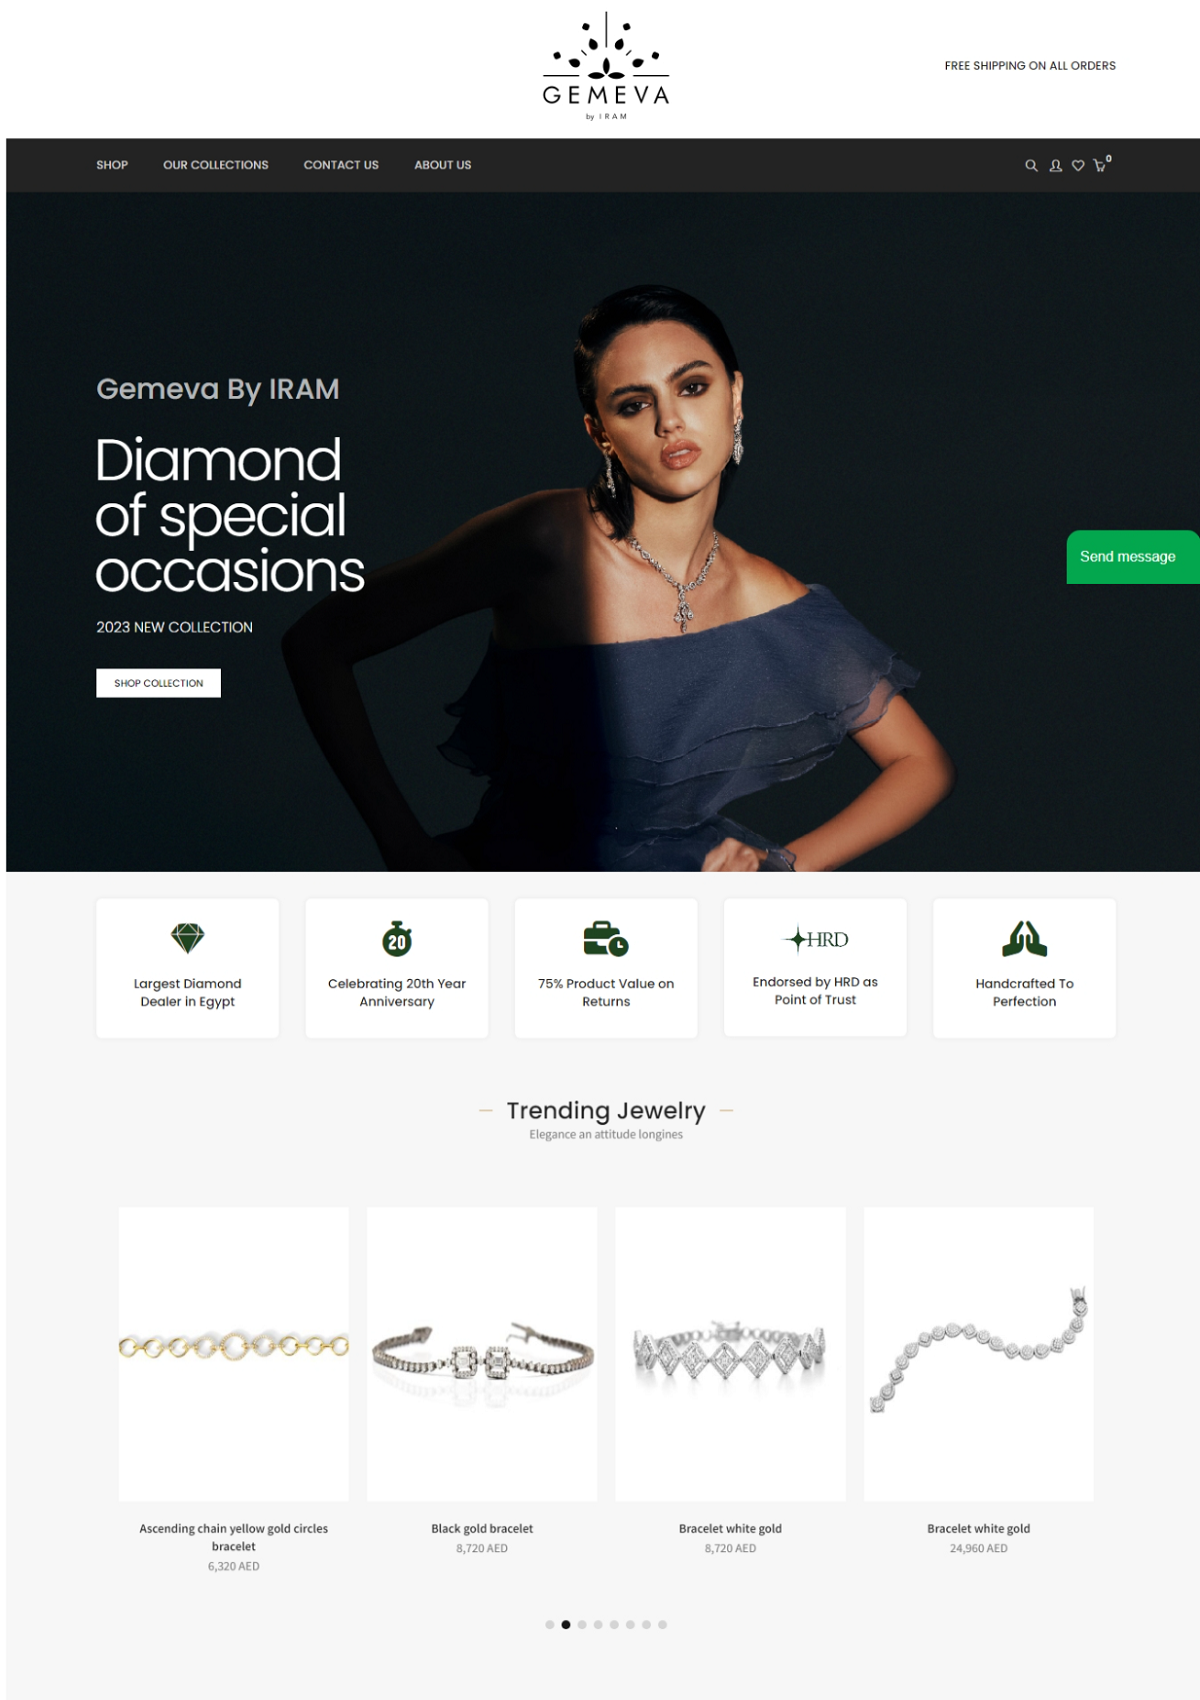 GEMEVA
by IRAM
FREE SHIPPING ON ALL ORDERS
SHOP OUR COLLECTIONS CONTACT US ABOUT US
0
Gemeva By IRAM
Diamond
of special
occasions
2023 NEW COLLECTION
SHOP COLLECTION
Send message
Largest Diamond
Dealer in Egypt
20
Celebrating 20th Year
Anniversary
75% Product Value on
Returns
HRD
Endorsed by HRD as
Point of Trust
Handcrafted To
Perfection
Trending Jewelry
Elegance an attitude longines
Ascending chain yellow gold circles
bracelet
6,320 AED
Black gold bracelet
8,720 AED
Bracelet white gold
8,720 AED
Bracelet white gold
24,960 AED